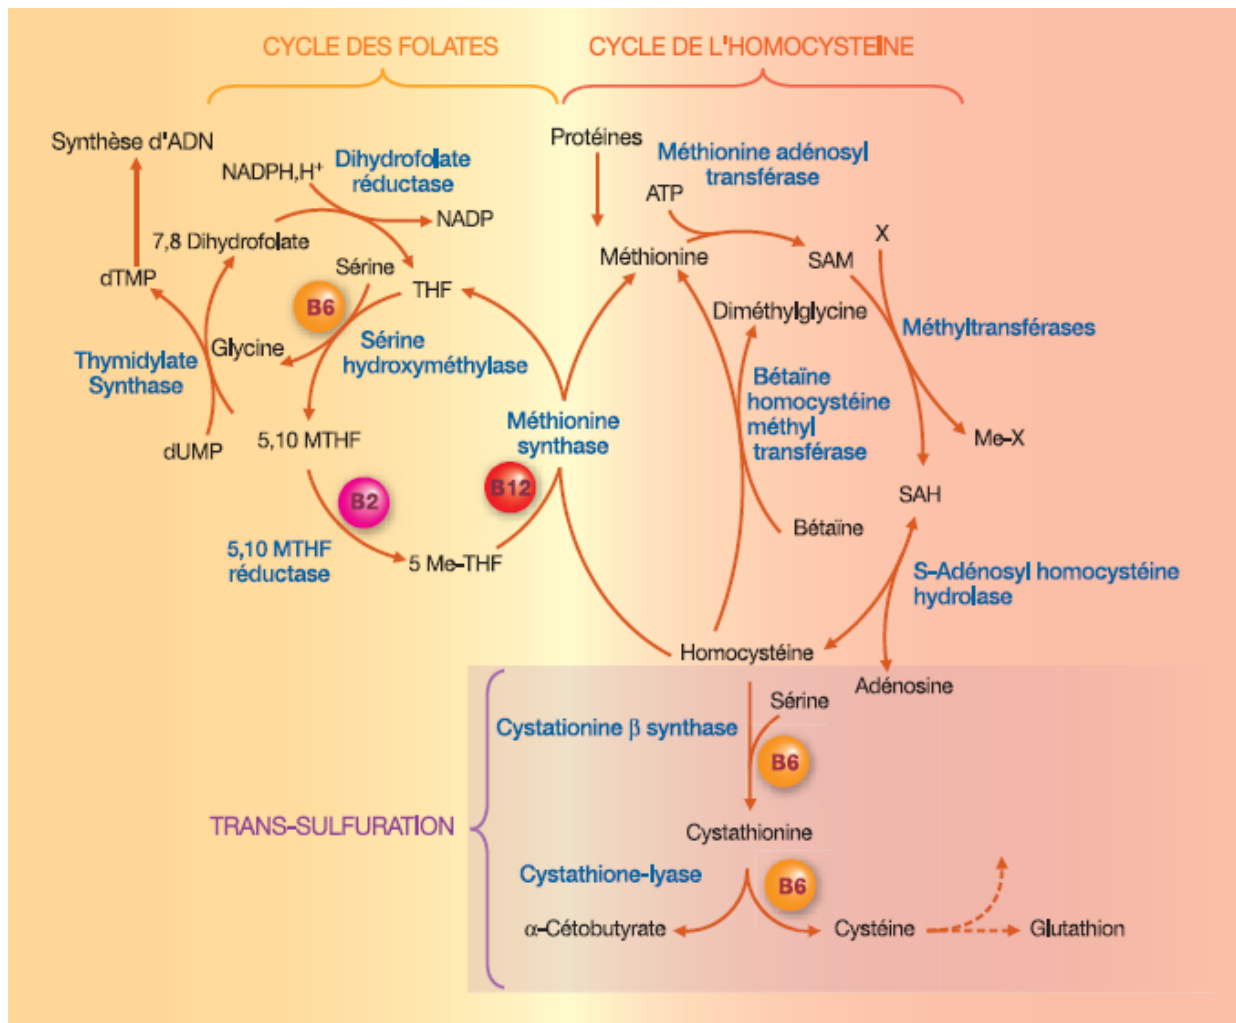 CYCLE DES FOLATES
CYCLE DE L'HOMOCYSTEINE
Synthèse d'ADN
NADPH,H⁺
Dihydrofolate
réductase
NADP
7,8 Dihydrofolate
dTMP
Sérine
THF
B6
Glycine
Sérine
hydroxyméthylase
Thymidylate
Synthase
dUMP
5,10 MTHF
B2
5,10 MTHF
réductase
5 Me-THF
B12
Méthionine
synthase
Protéines
Méthionine adénosyl
transférase
ATP
Méthionine
SAM
X
Diméthylglycine
Méthyltransférases
Bétaïne
homocystéine
méthyl
transférase
Me-X
SAH
Bétaïne
S-Adénosyl homocystéine
hydrolase
Homocystéine
Adénosine
Sérine
Cystationine β synthase
B6
TRANS-SULFURATION
Cystathionine
Cystathione-lyase
B6
α-Cétobutyrate
Cystéine
Glutathion